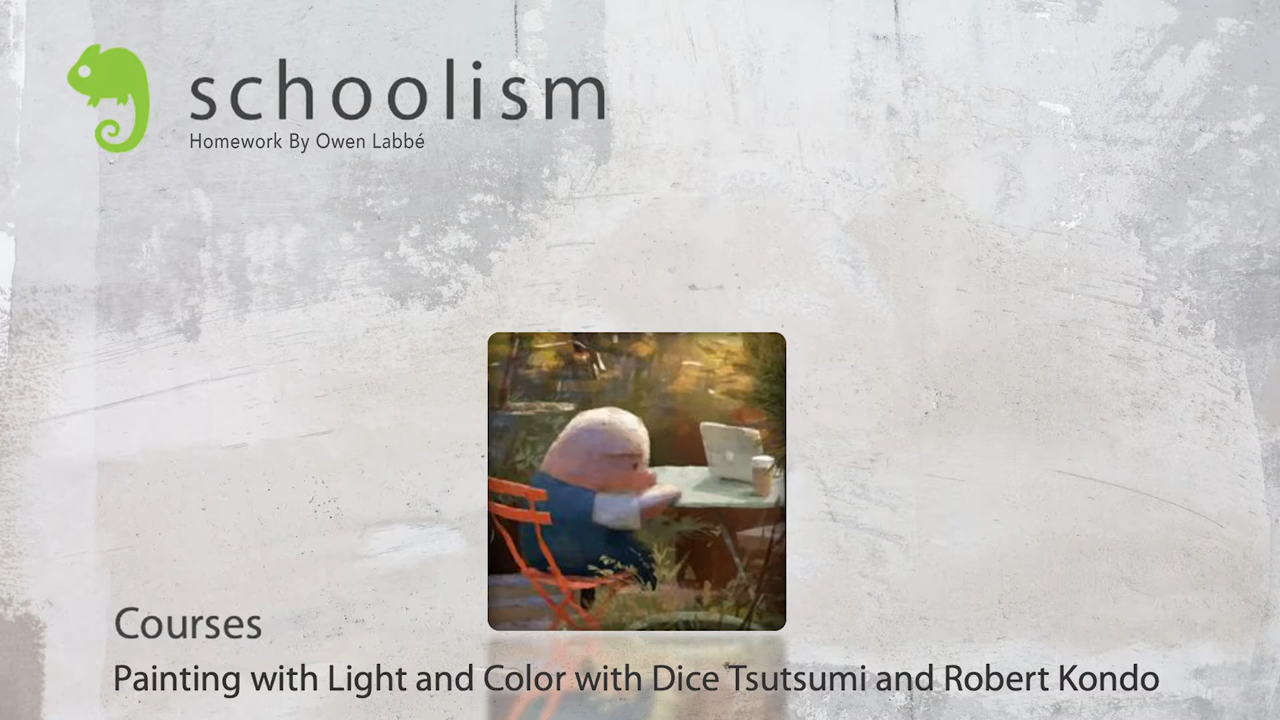 schoolism
Homework By Owen Labbé
Courses
Painting with Light and Color with Dice Tsutsumi and Robert Kondo